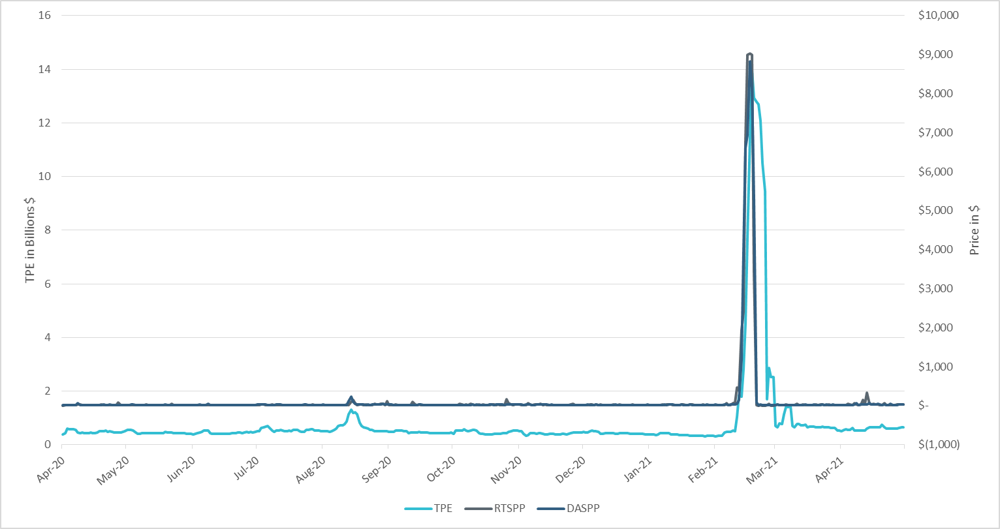 16
14
12
10
8
6
4
2
0
TPE in Billions $
$10,000
$9,000
$8,000
$7,000
$6,000
$5,000
$4,000
$3,000
$2,000
$1,000
$-
$(1,000)
Price in $
Apr-20
May-20
Jun-20
Jul-20
Aug-20
Sep-20
Oct-20
Nov-20
Dec-20
Jan-21
Feb-21
Mar-21
Apr-21
TPE RTSPP DASPP